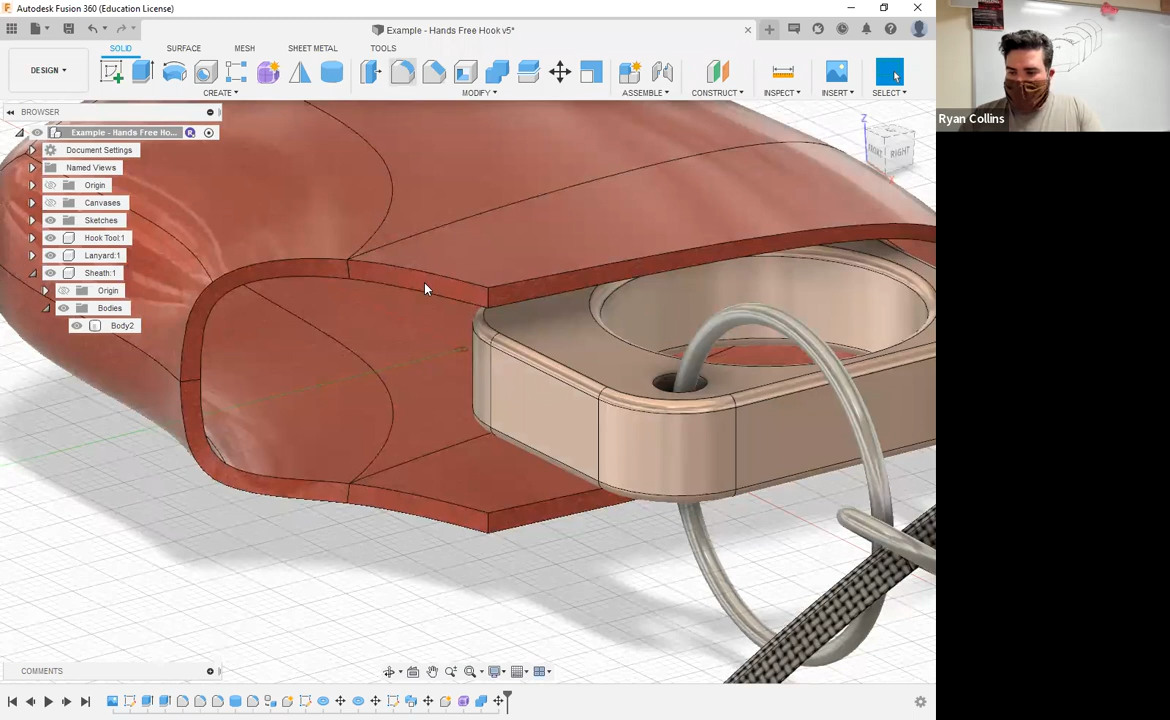 Autodesk Fusion 360 (Education License)
Example - Hands Free Hook v5*
SOLID SURFACE MESH SHEET METAL TOOLS
DESIGN
CREATE MODIFY ASSEMBLE CONSTRUCT INSPECT INSERT SELECT
BROWSER
Example - Hands Free Ho...
Document Settings
Named Views
Origin
Canvases
Sketches
Hook Tool:1
Lanyard:1
Sheath:1
Origin
Bodies
Body2
Z
FRONT
RIGHT
Ryan Collins
COMMENTS